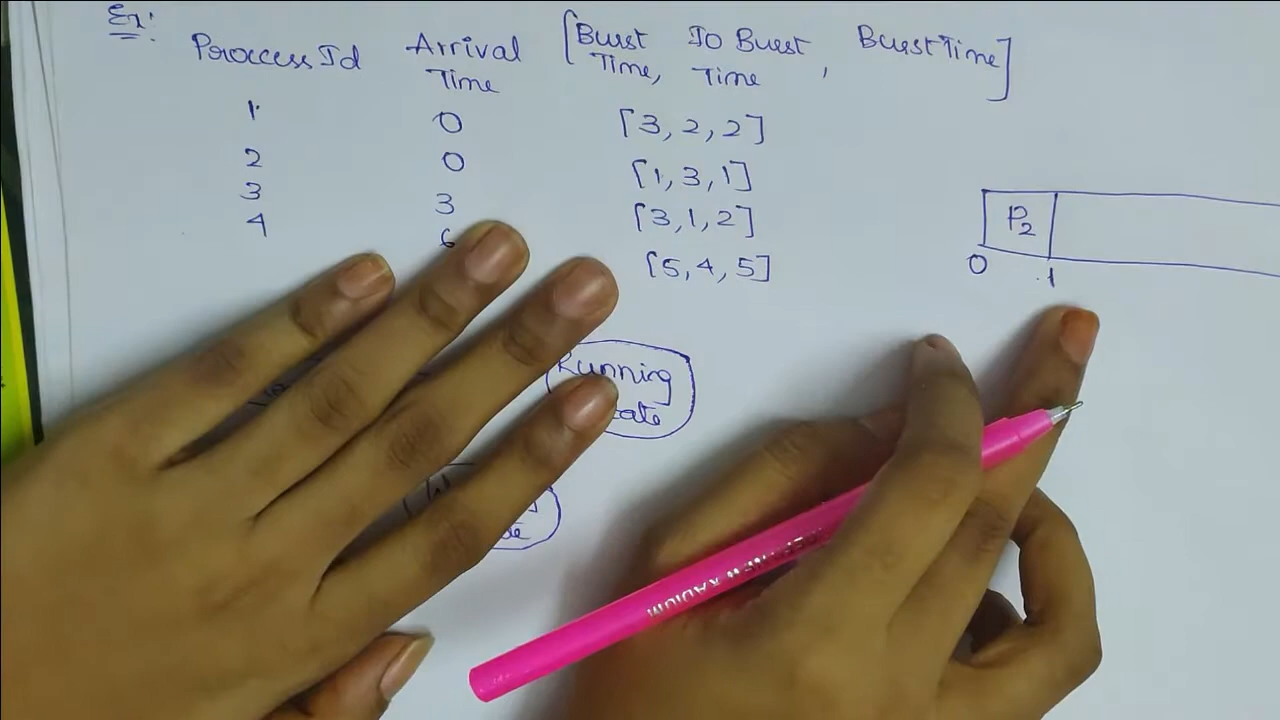 Ex:
Proccess Id Arrival Time [Burst Time, IO Burst Time, Burst Time]
1 0 [3, 2, 2]
2 0 [1, 3, 1]
3 3 [3, 1, 2]
4 6 [5, 4, 5]
P2
0 1
Running